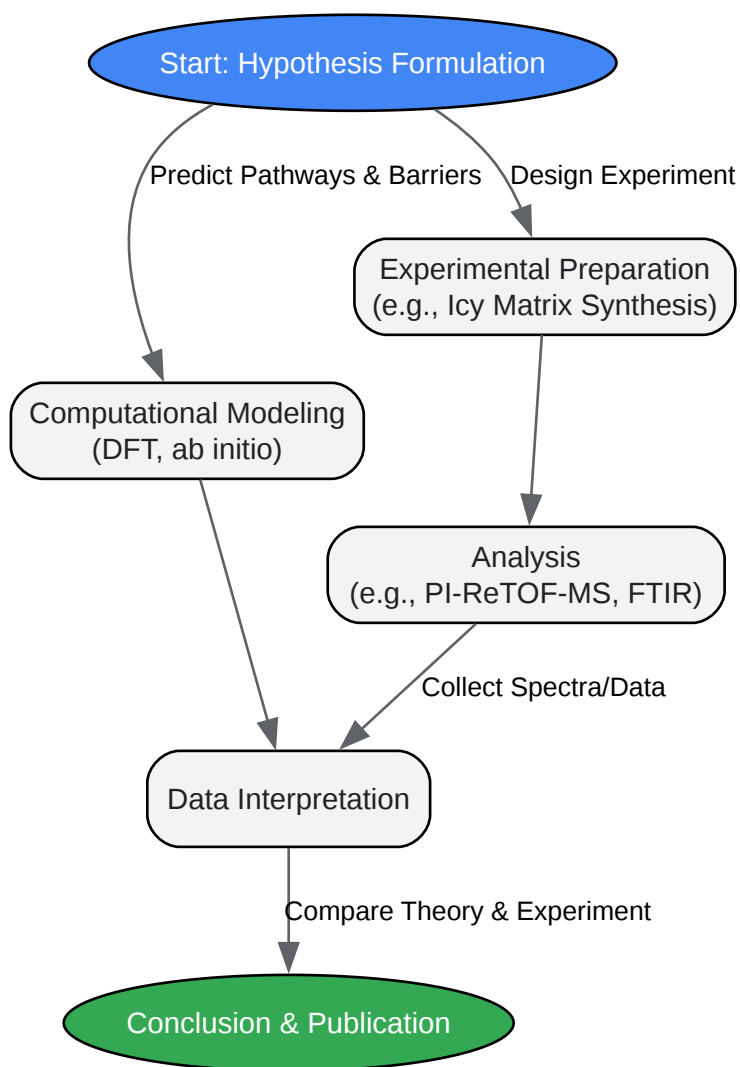 Start: Hypothesis Formulation
Predict Pathways & Barriers
Design Experiment
Experimental Preparation
(e.g., Icy Matrix Synthesis)
Computational Modeling
(DFT, ab initio)
Analysis
(e.g., PI-ReTOF-MS, FTIR)
Collect Spectra/Data
Data Interpretation
Compare Theory & Experiment
Conclusion & Publication